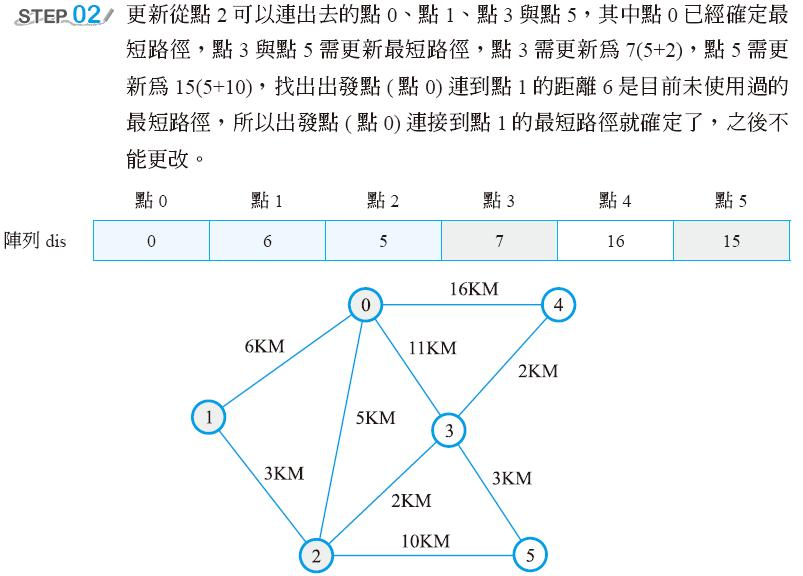 STEP 02 更新從點 2 可以連出去的點 0、點 1、點 3 與點 5，其中點 0 已經確定最
短路徑，點 3 與點 5 需更新最短路徑，點 3 需更新為 7(5+2)，點 5 需更
新為 15(5+10)，找出出發點 ( 點 0) 連到點 1 的距離 6 是目前未使用過的
最短路徑，所以出發點 ( 點 0) 連接到點 1 的最短路徑就確定了，之後不
能更改。
點 0 點 1 點 2 點 3 點 4 點 5
陣列 dis 0 6 5 7 16 15
16KM
0 4
6KM 11KM
2KM
1 5KM 3
3KM 3KM
2KM
10KM
2 5